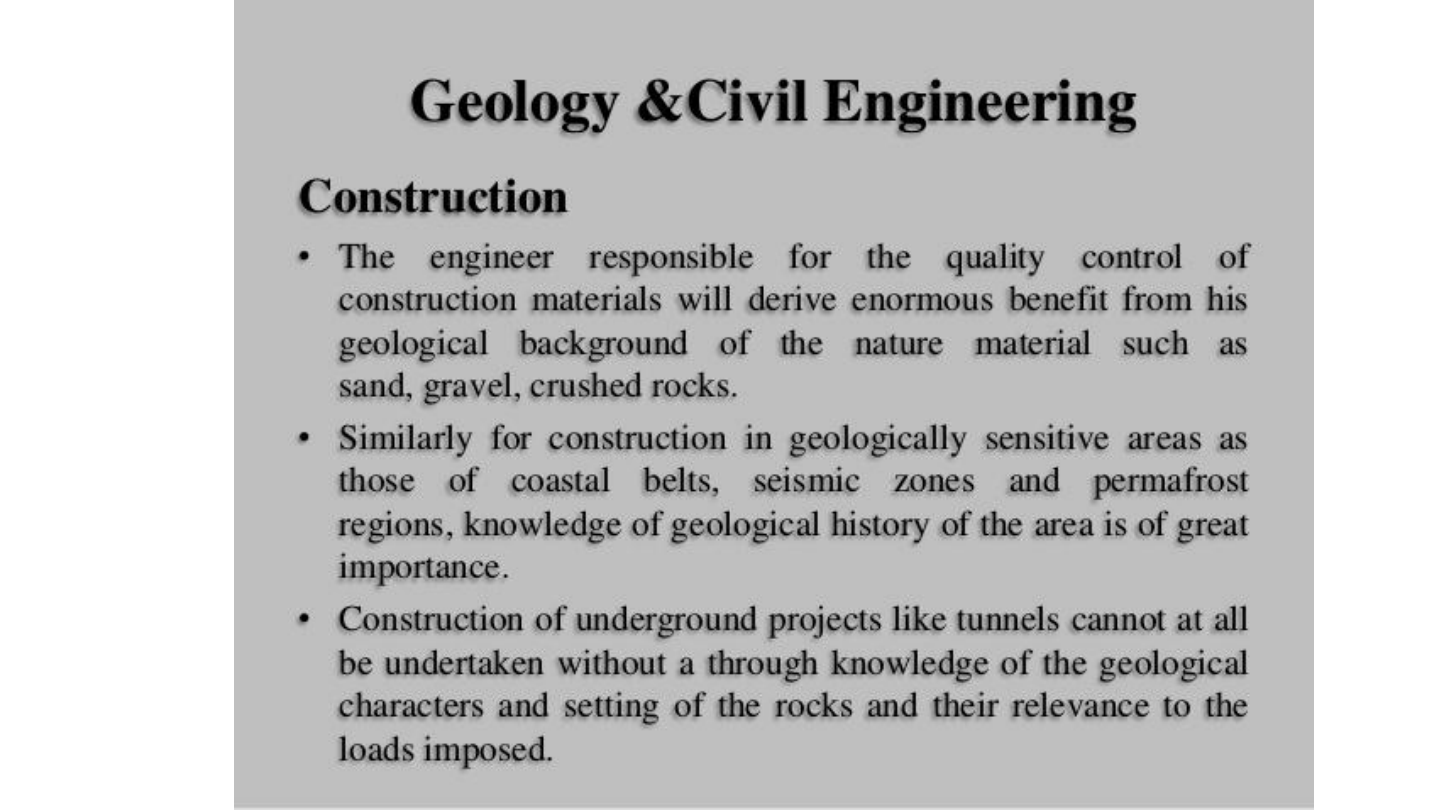 Geology &Civil Engineering
Construction
• The engineer responsible for the quality control of
construction materials will derive enormous benefit from his
geological background of the nature material such as
sand, gravel, crushed rocks.
• Similarly for construction in geologically sensitive areas as
those of coastal belts, seismic zones and permafrost
regions, knowledge of geological history of the area is of great
importance.
• Construction of underground projects like tunnels cannot at all
be undertaken without a through knowledge of the geological
characters and setting of the rocks and their relevance to the
loads imposed.